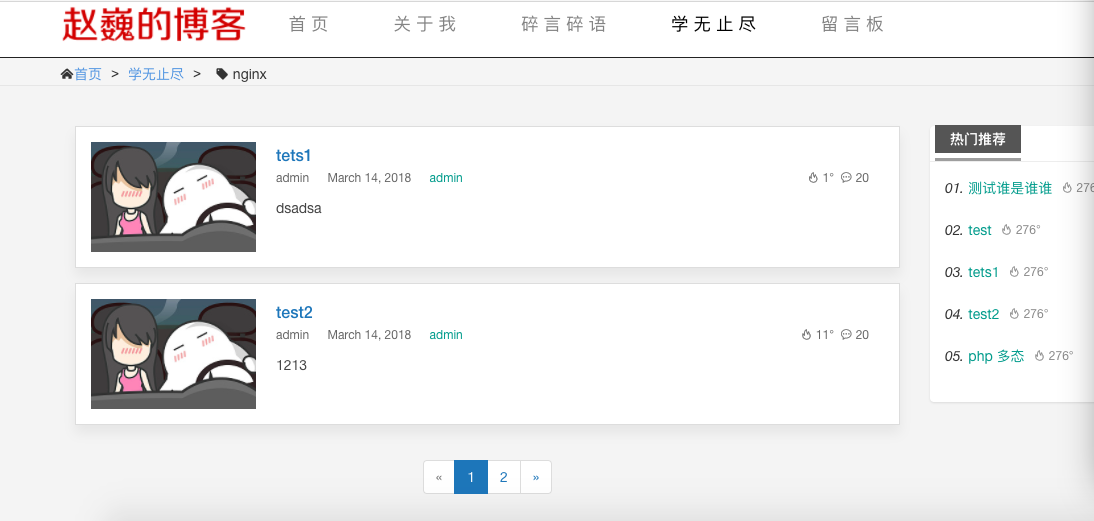 赵巍的博客 首页 关于我 碎言碎语 学无止尽 留言板
首页 > 学无止尽 > nginx
tets1
admin March 14, 2018 admin 1° 20
dsadsa
test2
admin March 14, 2018 admin 11° 20
1213
« 1 2 »
热门推荐
01. 测试谁是谁谁 276
02. test 276°
03. tets1 276°
04. test2 276°
05. php 多态 276°